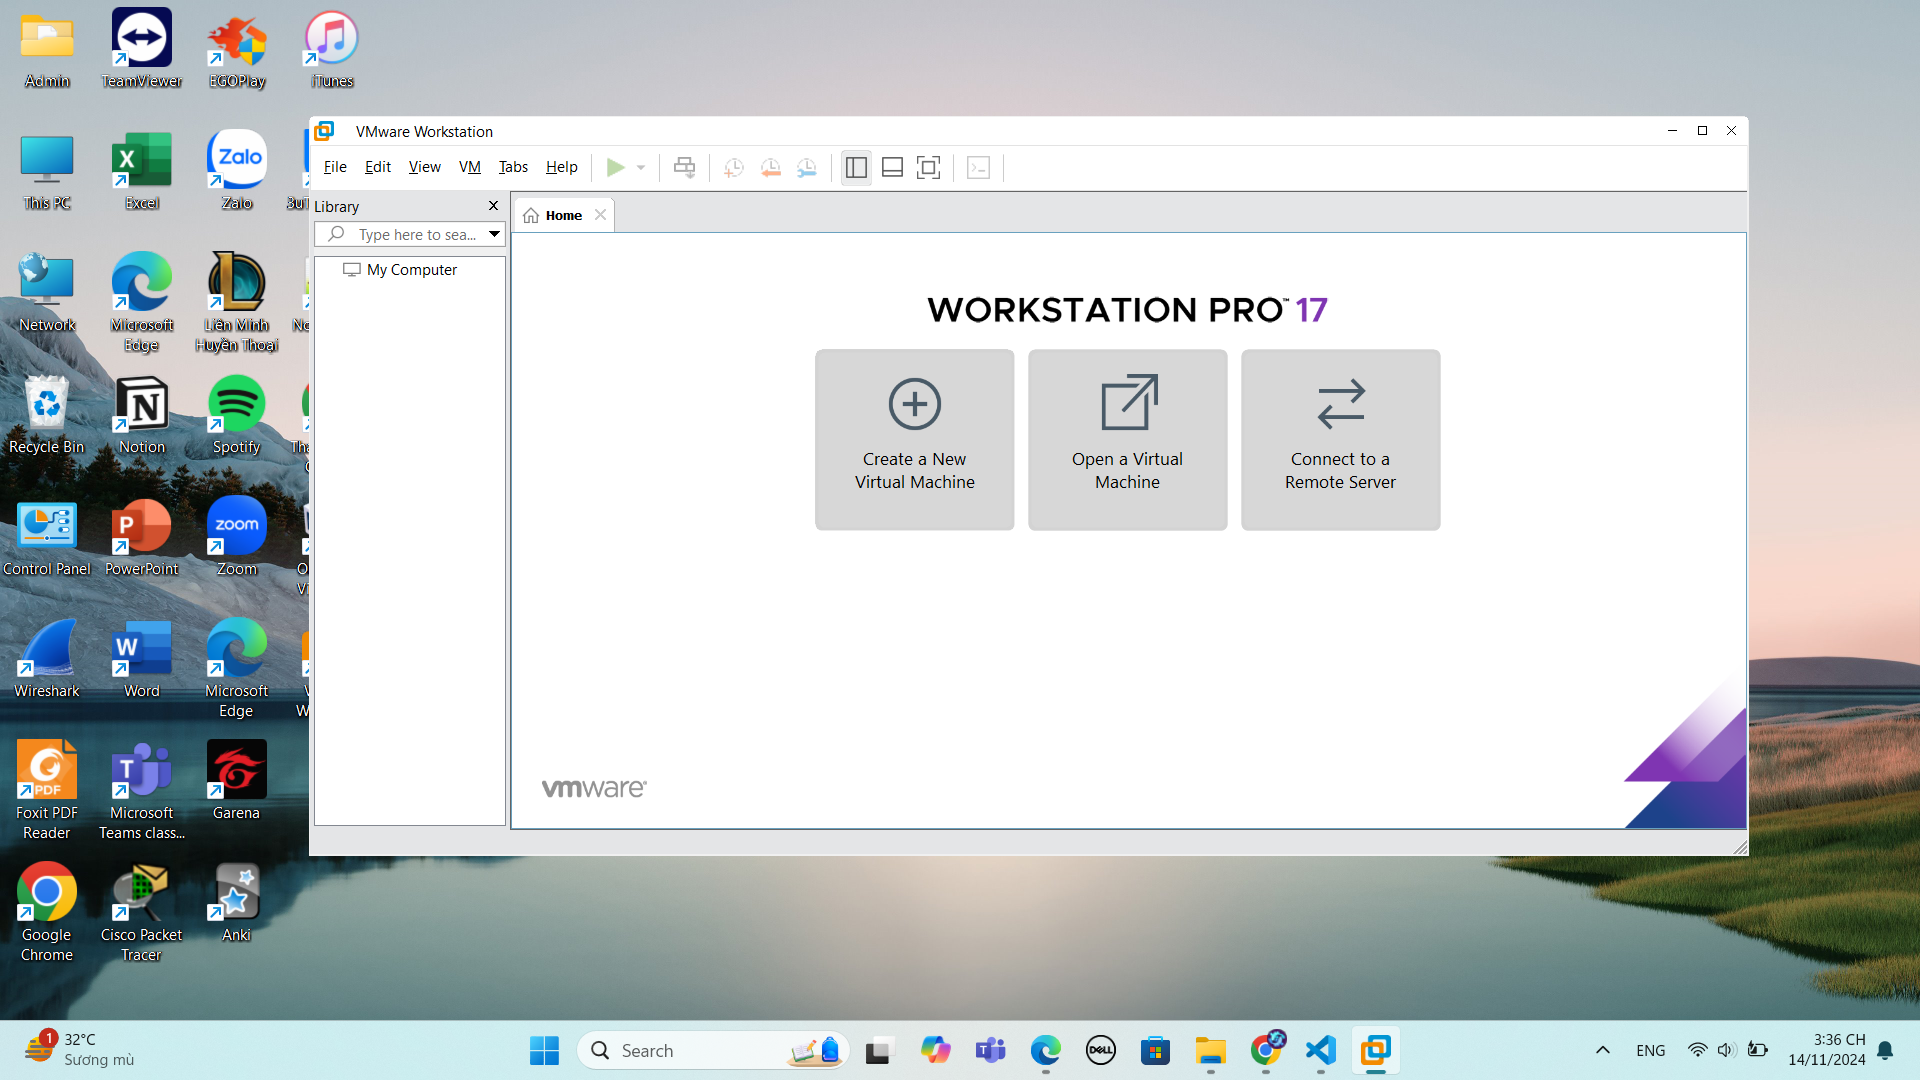 Admin
TeamViewer
EGOPlay
iTunes
This PC
Excel
Zalo
Zalo
3uT
Network
Microsoft
Edge
Liên Minh
Huyền Thoại
Recycle Bin
Notion
Spotify
Control Panel
PowerPoint
zoom
Zoom
Wireshark
Word
Microsoft
Edge
PDF
Foxit PDF
Reader
Microsoft
Teams class...
Garena
Google
Chrome
Cisco Packet
Tracer
Anki
VMware Workstation
File Edit View VM Tabs Help
Library
Type here to sea...
My Computer
Home
WORKSTATION PRO™ 17
Create a New
Virtual Machine
Open a Virtual
Machine
Connect to a
Remote Server
vmware®
1
32°C
Sương mù
Search
DELL
ENG
3:36 CH
14/11/2024